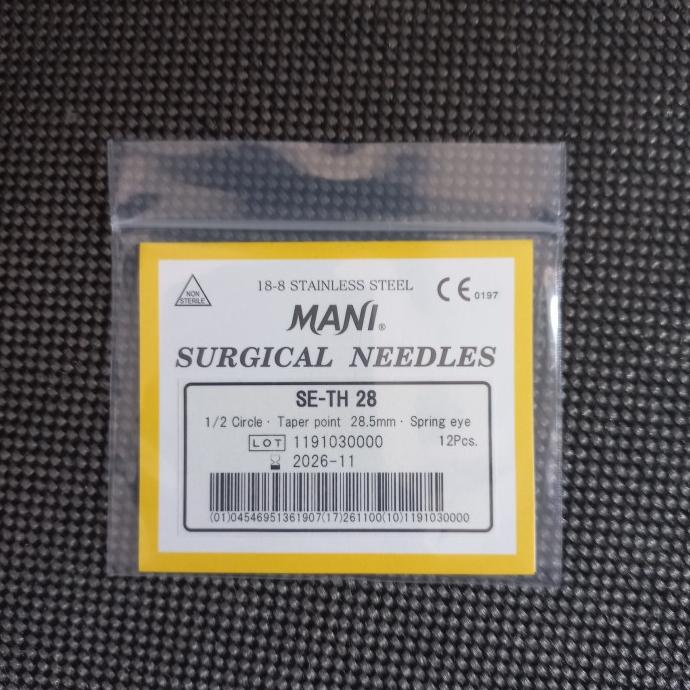 NON
STERILE
18-8 STAINLESS STEEL
CE 0197
MANI®
SURGICAL NEEDLES
SE-TH 28
1/2 Circle · Taper point 28.5mm · Spring eye
LOT 1191030000 12Pcs.
2026-11
(01)04546951361907(17)261100(10)1191030000